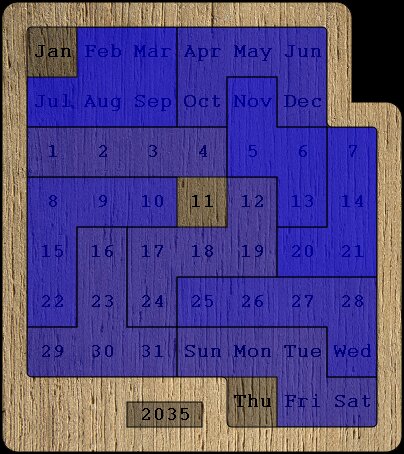 Jan Feb Mar Apr May Jun
Jul Aug Sep Oct Nov Dec
1 2 3 4 5 6 7
8 9 10 11 12 13 14
15 16 17 18 19 20 21
22 23 24 25 26 27 28
29 30 31 Sun Mon Tue Wed
Thu Fri Sat
2035